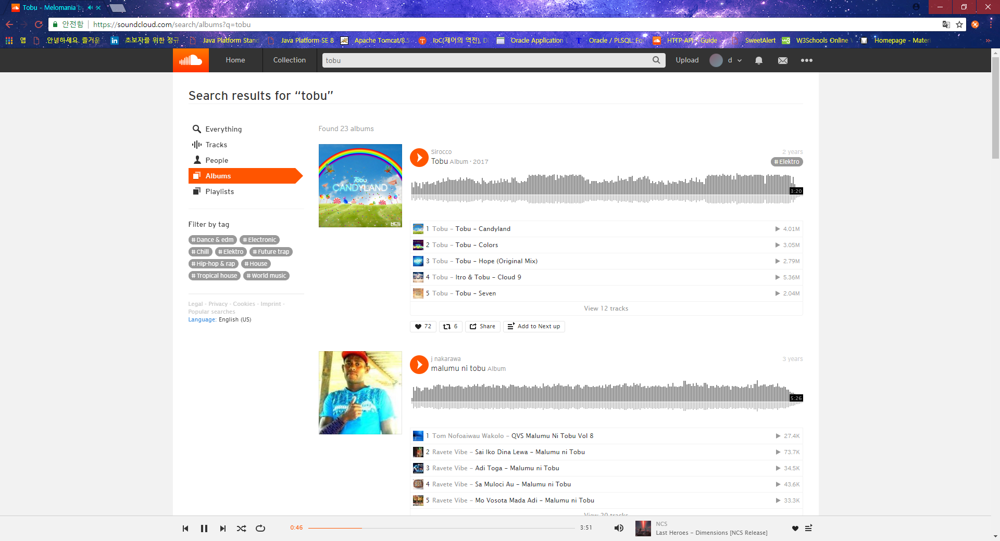 Tobu - Melomania b
안전함 https://soundcloud.com/search/albums?q=tobu
앱 안녕하세요. 즐거운 초보자를 위한 정규 Java Platform Stand Java Platform SE 8 Apache Tomcat/8.5 IoC(제어의 역전), D Oracle Application Oracle / PLSQL: HTTP API - Guide SweetAlert W3Schools Online Homepage - Mater
Home Collection tobu Upload d
Search results for “tobu”
Everything
Tracks
People
Albums
Playlists
Filter by tag
# Dance & edm # Electronic
# Chill # Elektro # Future trap
# Hip-hop & rap # House
# Tropical house # World music
Legal - Privacy - Cookies - Imprint -
Popular searches
Language: English (US)
Found 23 albums
Tobu
CANDYLAND
NCS
Sirocco 2 years
Tobu Album · 2017 # Elektro
3:20
1 Tobu – Tobu – Candyland 4.01M
2 Tobu – Tobu – Colors 3.05M
3 Tobu – Tobu – Hope (Original Mix) 2.79M
4 Tobu – Itro & Tobu – Cloud 9 5.36M
5 Tobu – Tobu – Seven 2.04M
View 12 tracks
72 6 Share Add to Next up
j nakarawa 3 years
malumu ni tobu Album
5:26
1 Tom Nofoaiwau Wakolo – QVS Malumu Ni Tobu Vol 8 27.4K
2 Ravete Vibe – Sai Iko Dina Lewa – Malumu ni Tobu 73.7K
3 Ravete Vibe – Adi Toga – Malumu ni Tobu 34.5K
4 Ravete Vibe – Sa Muloci Au – Malumu ni Tobu 43.6K
5 Ravete Vibe – Mo Vosota Mada Adi – Malumu ni Tobu 33.3K
View 20 tracks
0:46 3:51
NCS
Last Heroes – Dimensions [NCS Release]